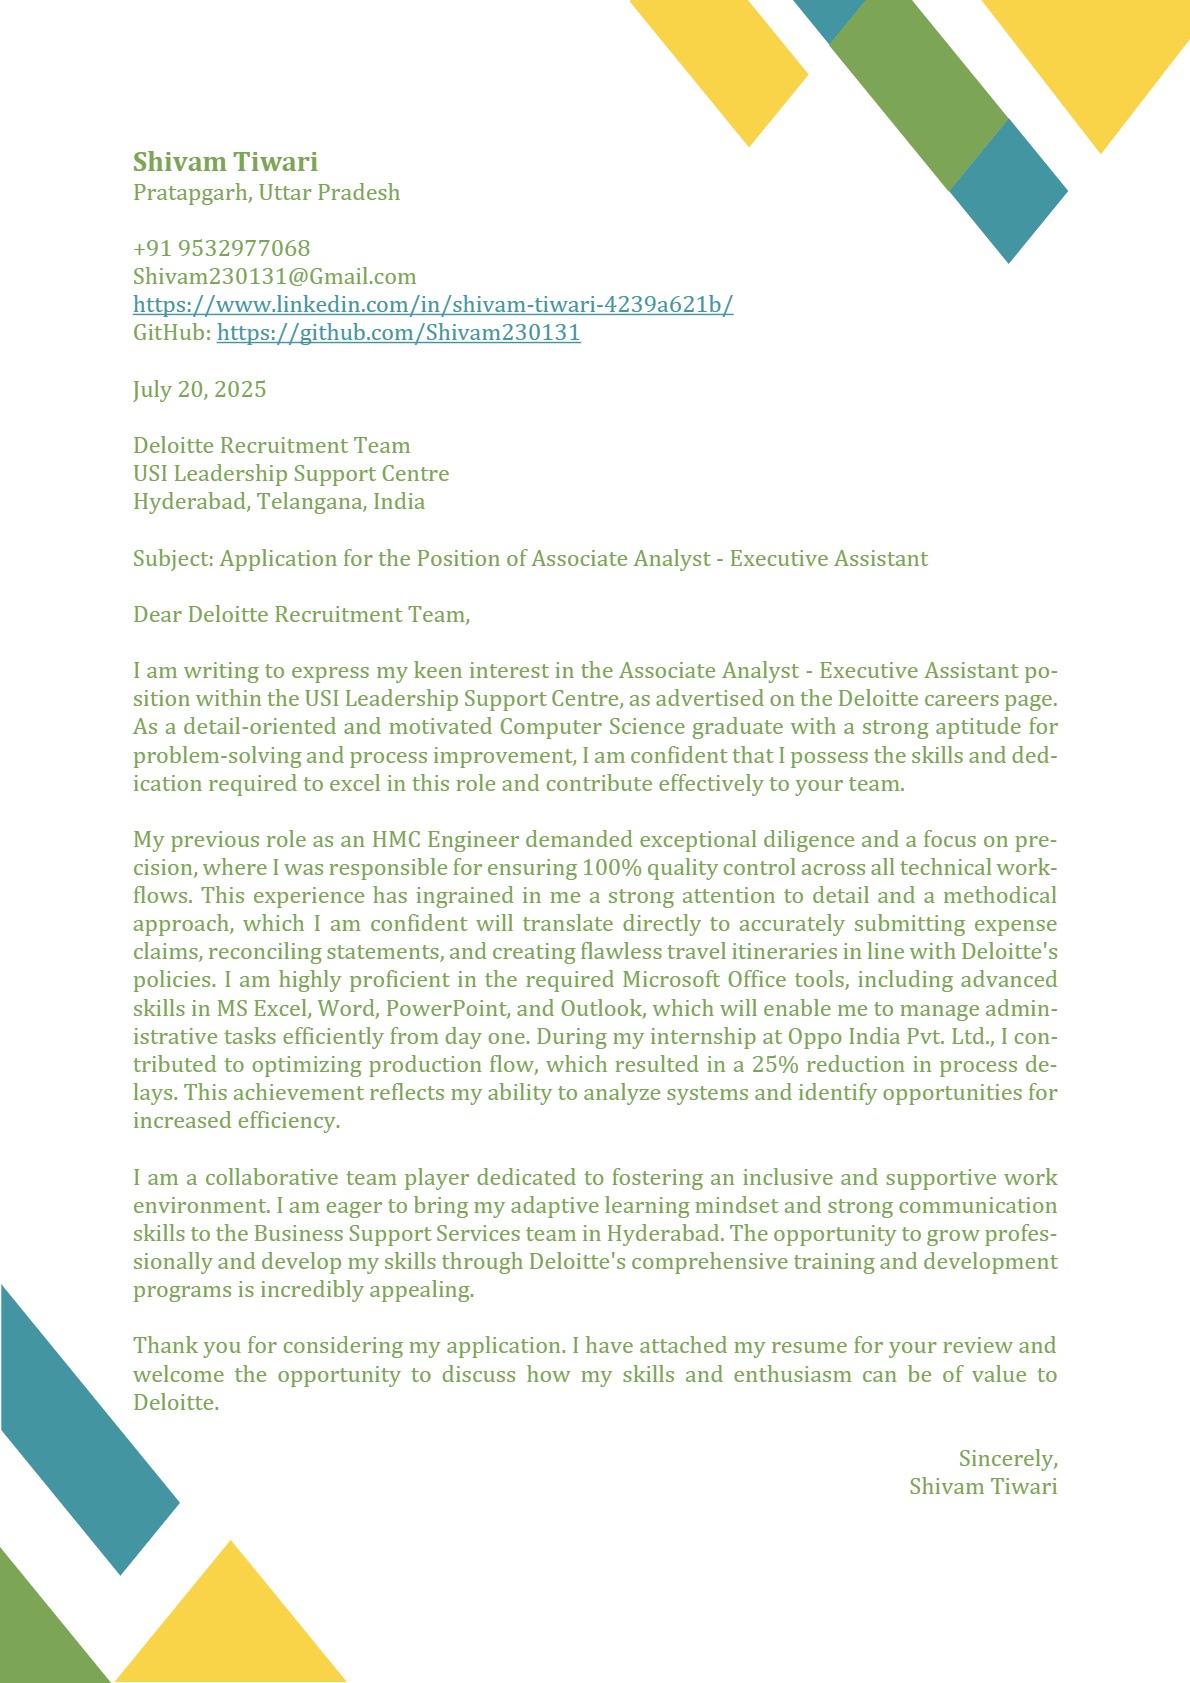 Shivam Tiwari
Pratapgarh, Uttar Pradesh
+91 9532977068
Shivam230131@Gmail.com
https://www.linkedin.com/in/shivam-tiwari-4239a621b/
GitHub: https://github.com/Shivam230131
July 20, 2025
Deloitte Recruitment Team
USI Leadership Support Centre
Hyderabad, Telangana, India
Subject: Application for the Position of Associate Analyst - Executive Assistant
Dear Deloitte Recruitment Team,
I am writing to express my keen interest in the Associate Analyst - Executive Assistant po-
sition within the USI Leadership Support Centre, as advertised on the Deloitte careers page.
As a detail-oriented and motivated Computer Science graduate with a strong aptitude for
problem-solving and process improvement, I am confident that I possess the skills and ded-
ication required to excel in this role and contribute effectively to your team.
My previous role as an HMC Engineer demanded exceptional diligence and a focus on pre-
cision, where I was responsible for ensuring 100% quality control across all technical work-
flows. This experience has ingrained in me a strong attention to detail and a methodical
approach, which I am confident will translate directly to accurately submitting expense
claims, reconciling statements, and creating flawless travel itineraries in line with Deloitte's
policies. I am highly proficient in the required Microsoft Office tools, including advanced
skills in MS Excel, Word, PowerPoint, and Outlook, which will enable me to manage admin-
istrative tasks efficiently from day one. During my internship at Oppo India Pvt. Ltd., I con-
tributed to optimizing production flow, which resulted in a 25% reduction in process de-
lays. This achievement reflects my ability to analyze systems and identify opportunities for
increased efficiency.
I am a collaborative team player dedicated to fostering an inclusive and supportive work
environment. I am eager to bring my adaptive learning mindset and strong communication
skills to the Business Support Services team in Hyderabad. The opportunity to grow profes-
sionally and develop my skills through Deloitte's comprehensive training and development
programs is incredibly appealing.
Thank you for considering my application. I have attached my resume for your review and
welcome the opportunity to discuss how my skills and enthusiasm can be of value to
Deloitte.
Sincerely,
Shivam Tiwari